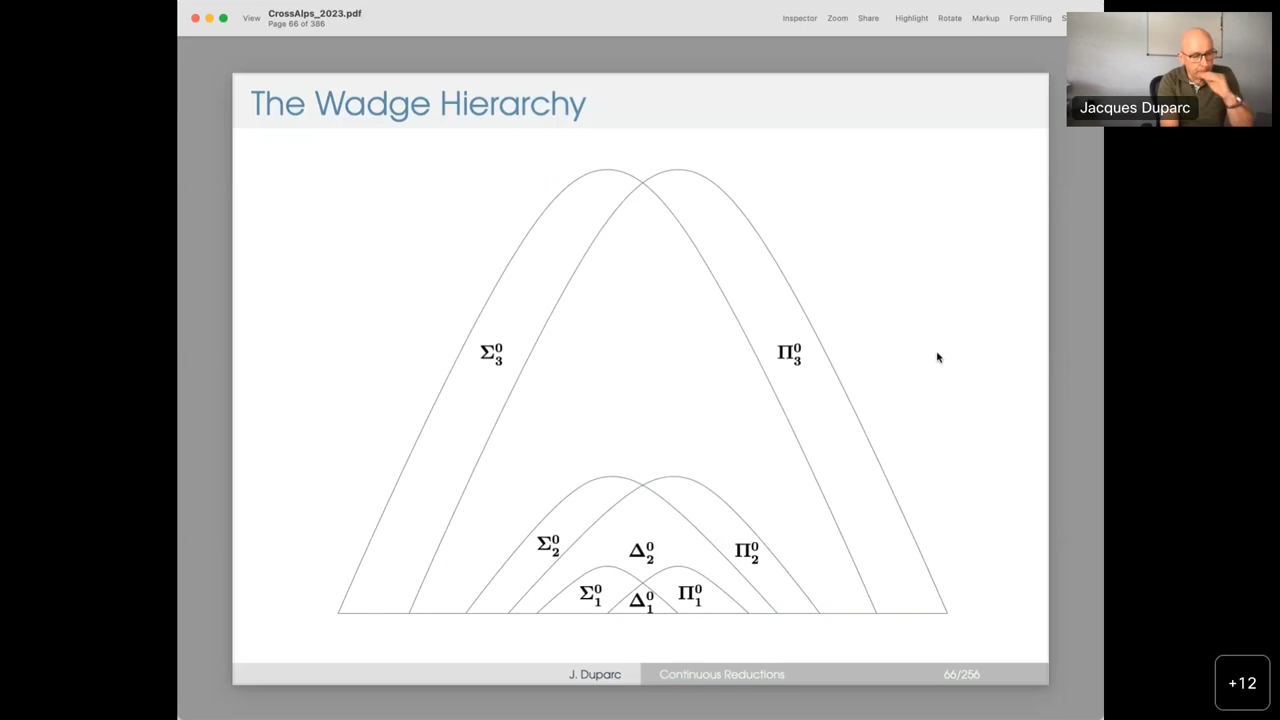 View
CrossAlps_2023.pdf
Page 66 of 386
Inspector Zoom Share Highlight Rotate Markup Form Filling S
Jacques Duparc
The Wadge Hierarchy
Σ⁰₃ Π⁰₃
Σ⁰₂ Δ⁰₂ Π⁰₂
Σ⁰₁ Δ⁰₁ Π⁰₁
J. Duparc Continuous Reductions 66/256
+12